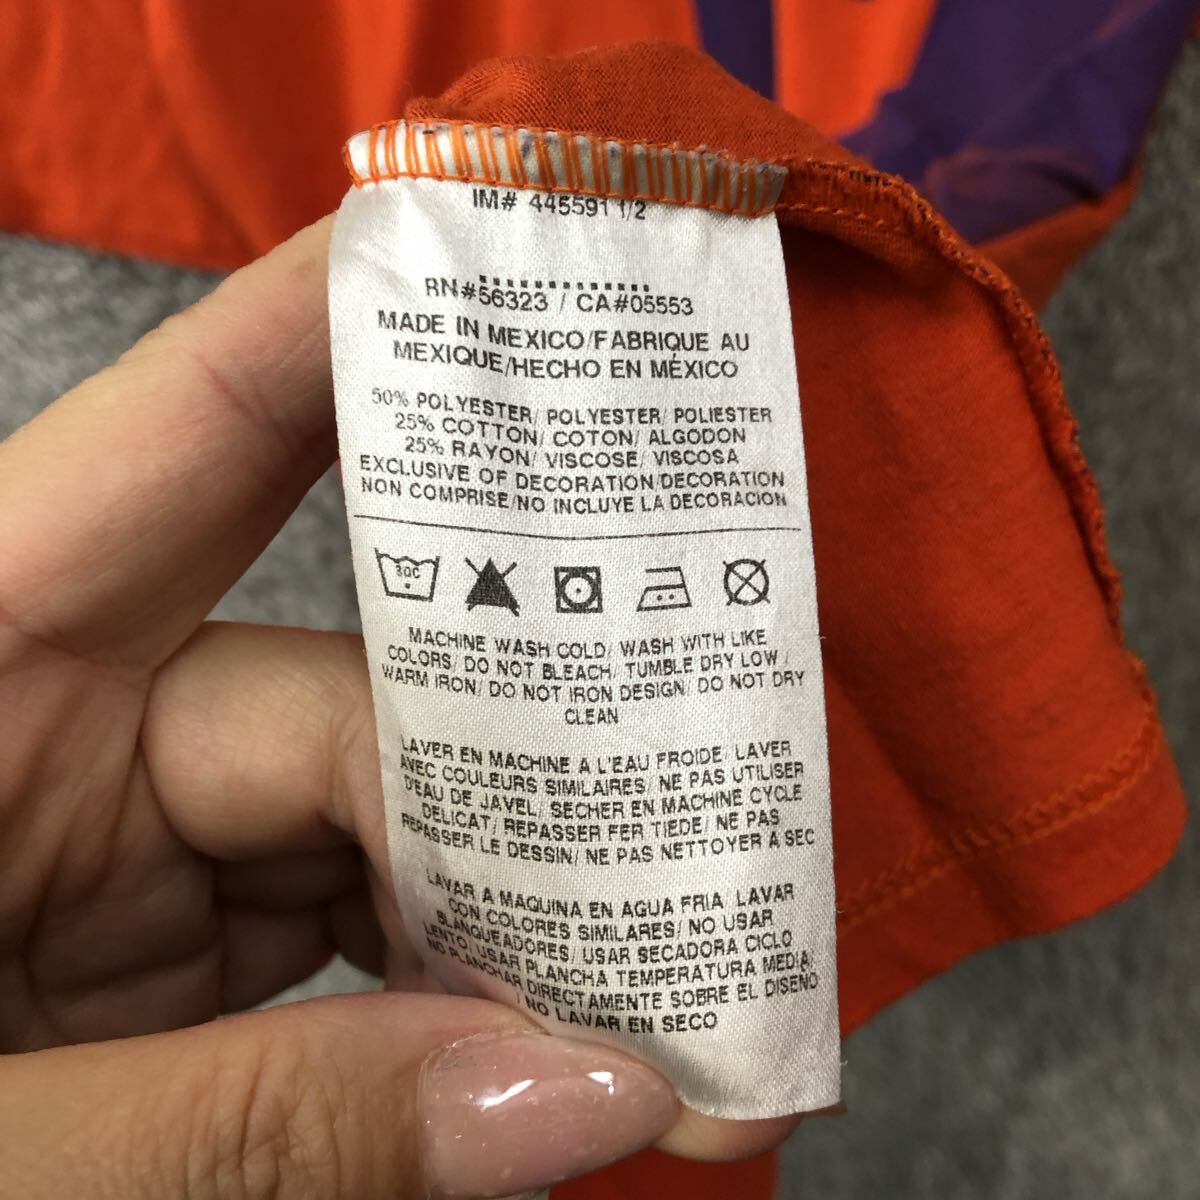 IM# 445591 1/2
RN#56323 / CA#05553
MADE IN MEXICO/FABRIQUE AU
MEXIQUE/HECHO EN MÉXICO
50% POLYESTER/ POLYESTER/ POLIESTER
25% COTTON/ COTON/ ALGODON
25% RAYON/ VISCOSE/ VISCOSA
EXCLUSIVE OF DECORATION/DECORATION
NON COMPRISE/NO INCLUYE LA DECORACION
30C
MACHINE WASH COLD/ WASH WITH LIKE
COLORS/ DO NOT BLEACH/ TUMBLE DRY LOW /
WARM IRON/ DO NOT IRON DESIGN/ DO NOT DRY
CLEAN
LAVER EN MACHINE A L'EAU FROIDE/ LAVER
AVEC COULEURS SIMILAIRES/ NE PAS UTILISER
D'EAU DE JAVEL/ SECHER EN MACHINE CYCLE
DELICAT/ REPASSER FER TIEDE/ NE PAS
REPASSER LE DESSIN/ NE PAS NETTOYER A SEC
LAVAR A MAQUINA EN AGUA FRIA/ LAVAR
CON COLORES SIMILARES/ NO USAR
BLANQUEADORES/ USAR SECADORA CICLO
LENTO/ USAR PLANCHA TEMPERATURA MEDIA/
NO PLANCHAR DIRECTAMENTE SOBRE EL DISENO
/ NO LAVAR EN SECO